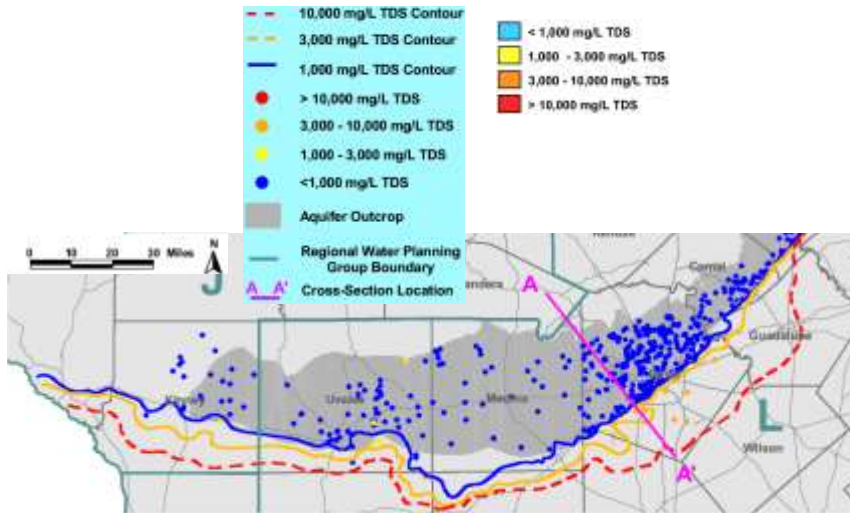 10,000 mg/L TDS Contour
3,000 mg/L TDS Contour
1,000 mg/L TDS Contour
> 10,000 mg/L TDS
3,000 - 10,000 mg/L TDS
1,000 - 3,000 mg/L TDS
<1,000 mg/L TDS
Aquifer Outcrop
Regional Water Planning
Group Boundary
A A' Cross-Section Location
< 1,000 mg/L TDS
1,000 - 3,000 mg/L TDS
3,000 - 10,000 mg/L TDS
> 10,000 mg/L TDS
0 10 20 30 Miles
N
J
A
Comal
Guadalupe
Kinney
Uvalde
Medina
L
Wilson
A'